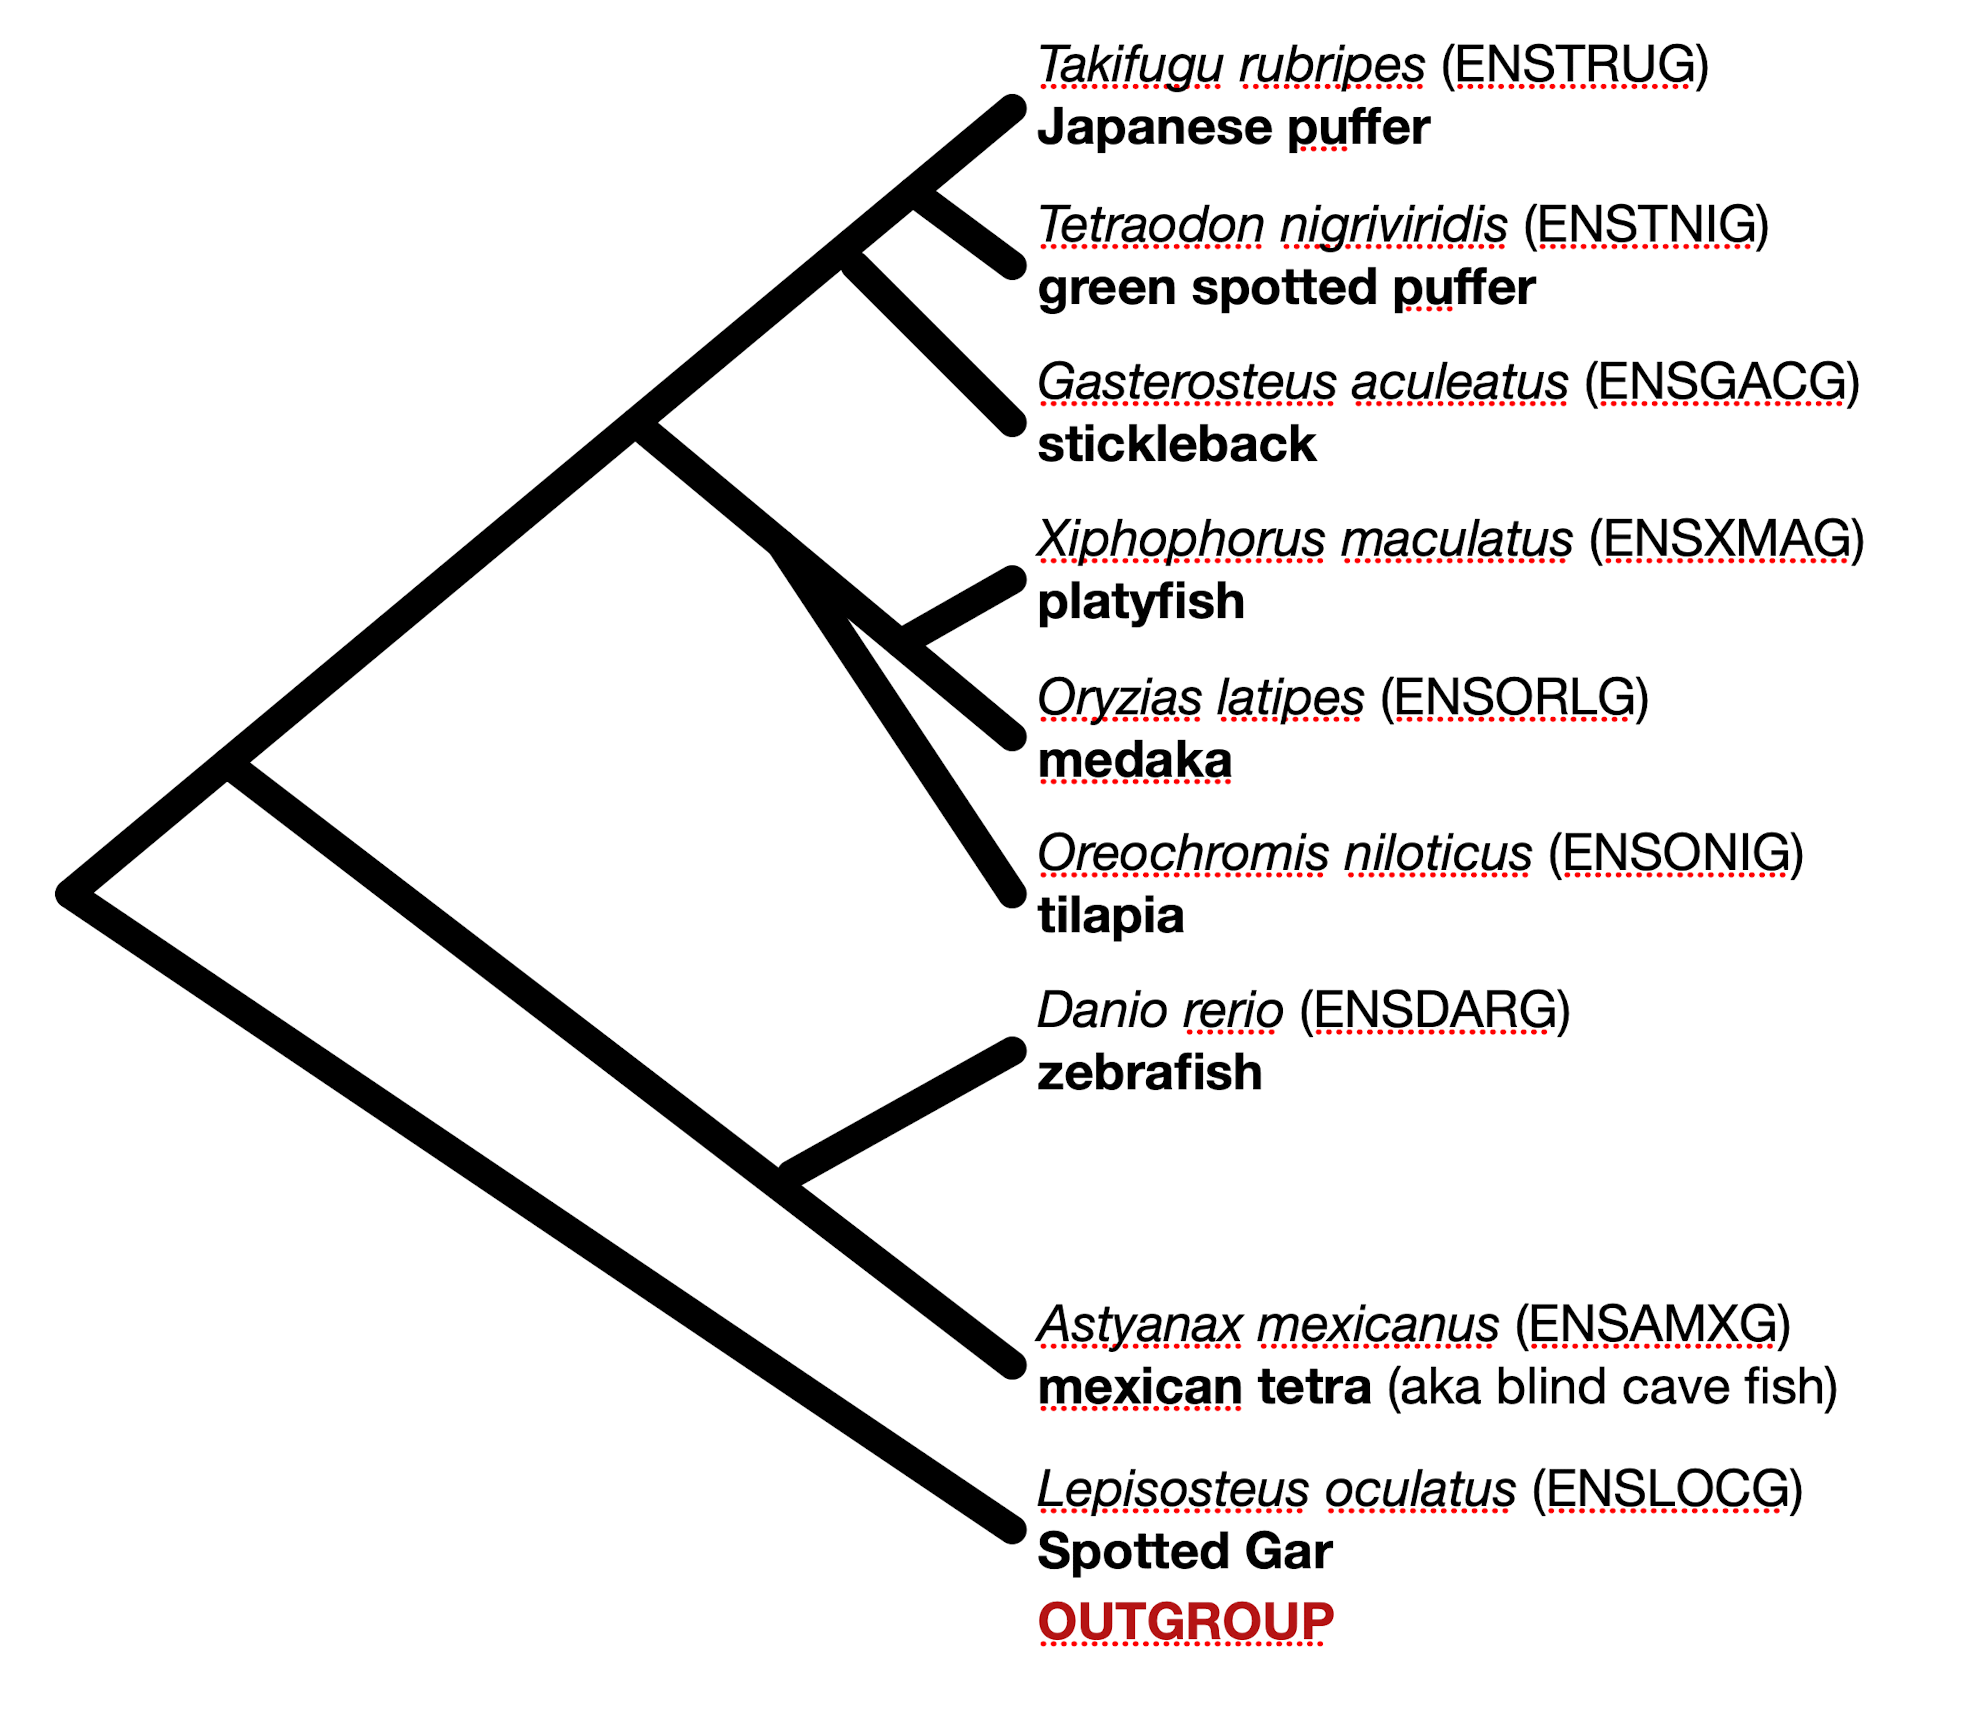 Takifugu rubripes (ENSTRUG)
Japanese puffer
Tetraodon nigriviridis (ENSTNIG)
green spotted puffer
Gasterosteus aculeatus (ENSGACG)
stickleback
Xiphophorus maculatus (ENSXMAG)
platyfish
Oryzias latipes (ENSORLG)
medaka
Oreochromis niloticus (ENSONIG)
tilapia
Danio rerio (ENSDARG)
zebrafish
Astyanax mexicanus (ENSAMXG)
mexican tetra (aka blind cave fish)
Lepisosteus oculatus (ENSLOCG)
Spotted Gar
OUTGROUP